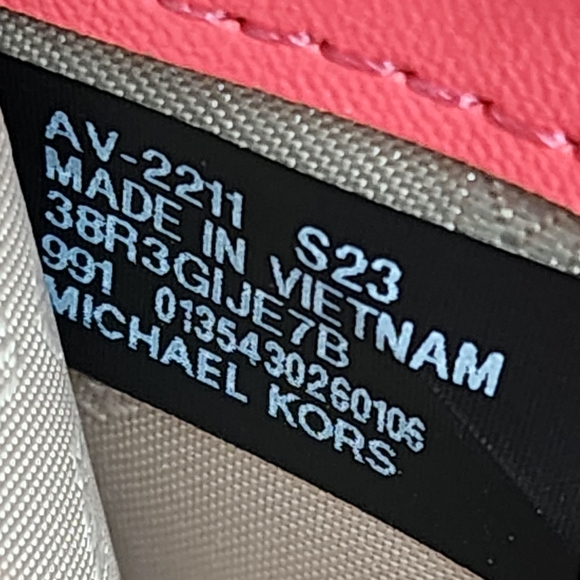 AV-2211 S23
MADE IN VIETNAM
38R3GIJE7B
991 0135430260106
MICHAEL KORS